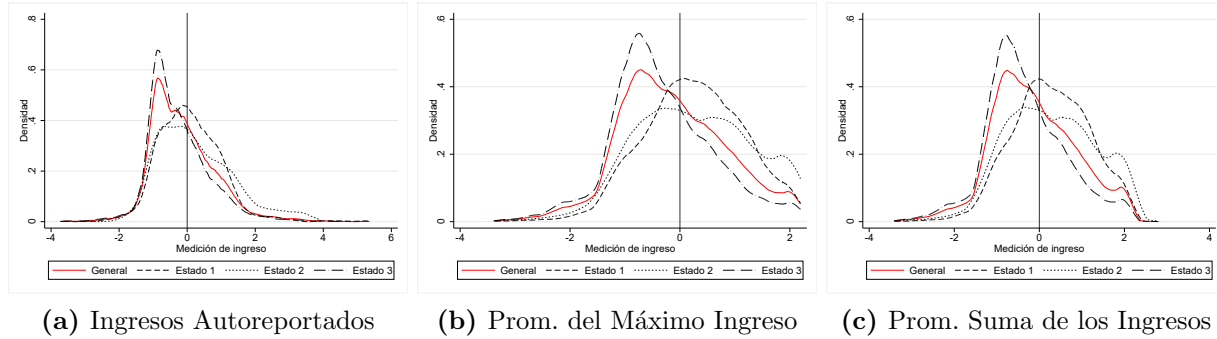 .8
.6
.4
.2
0
Densidad
-4 -2 0 2 4 6
Medición de ingreso
General Estado 1 Estado 2 Estado 3
(a) Ingresos Autoreportados
.6
.4
.2
0
Densidad
-4 -2 0 2
Medición de ingreso
General Estado 1 Estado 2 Estado 3
(b) Prom. del Máximo Ingreso
.6
.4
.2
0
Densidad
-4 -2 0 2 4
Medición de ingreso
General Estado 1 Estado 2 Estado 3
(c) Prom. Suma de los Ingresos